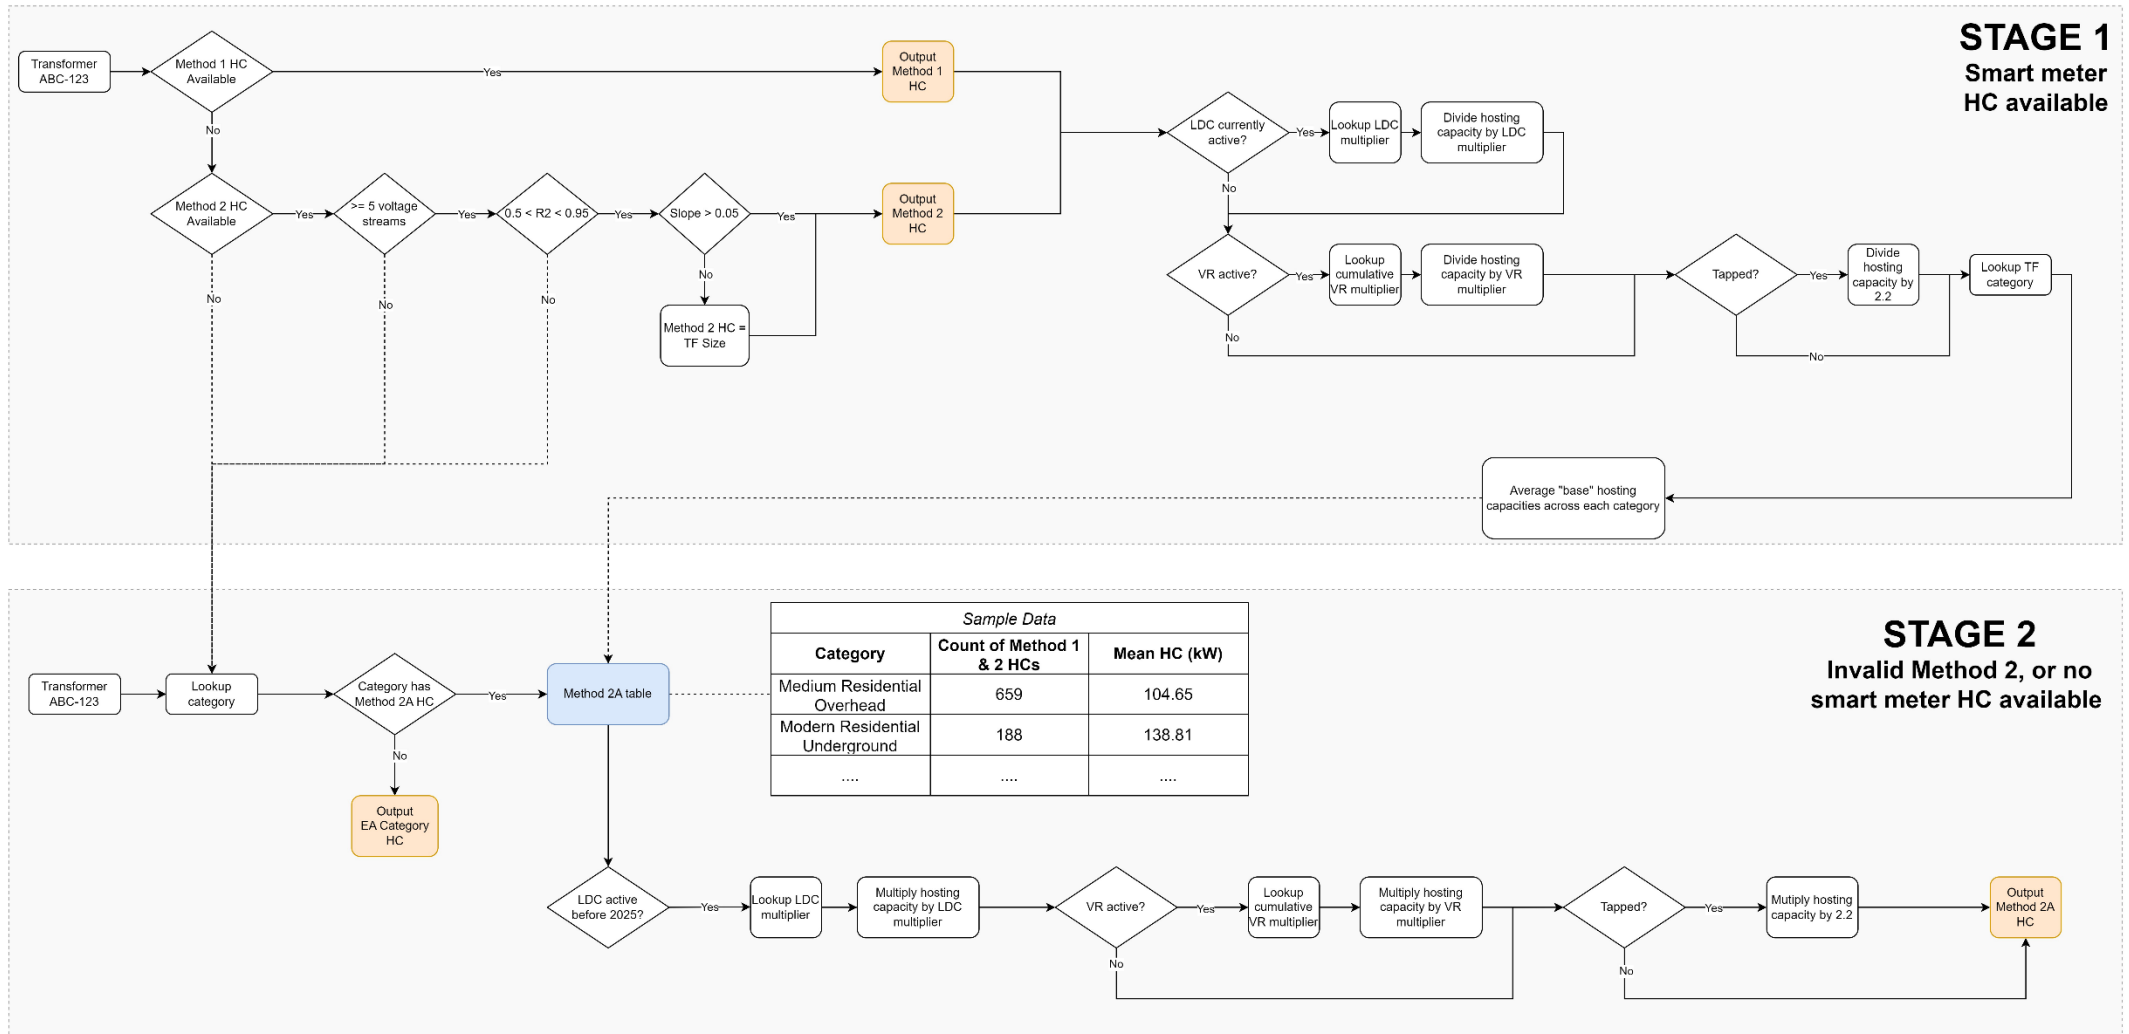 STAGE 1
Smart meter
HC available
Transformer
ABC-123
Method 1 HC
Available
Yes
Output
Method 1
HC
No
LDC currently
active?
Yes
Lookup LDC
multiplier
Divide hosting
capacity by LDC
multiplier
No
Method 2 HC
Available
Yes
>= 5 voltage
streams
Yes
0.5 < R2 < 0.95
Yes
Slope > 0.05
Yes
Output
Method 2
HC
No
No
No
No
Method 2 HC =
TF Size
VR active?
Yes
Lookup
cumulative
VR multiplier
Divide hosting
capacity by VR
multiplier
No
Tapped?
Yes
Divide
hosting
capacity by
2.2
No
Lookup TF
category
Average "base" hosting
capacities across each category
STAGE 2
Invalid Method 2, or no
smart meter HC available
Transformer
ABC-123
Lookup
category
Category has
Method 2A HC
Yes
Method 2A table
No
Output
EA Category
HC
Sample Data
Category
Count of Method 1
& 2 HCs
Mean HC (kW)
Medium Residential
Overhead
659
104.65
Modern Residential
Underground
188
138.81
....
....
....
LDC active
before 2025?
Yes
Lookup LDC
multiplier
Multiply hosting
capacity by LDC
multiplier
VR active?
Yes
Lookup
cumulative
VR multiplier
Multiply hosting
capacity by VR
multiplier
No
Tapped?
Yes
Mutiply hosting
capacity by 2.2
No
Output
Method 2A
HC